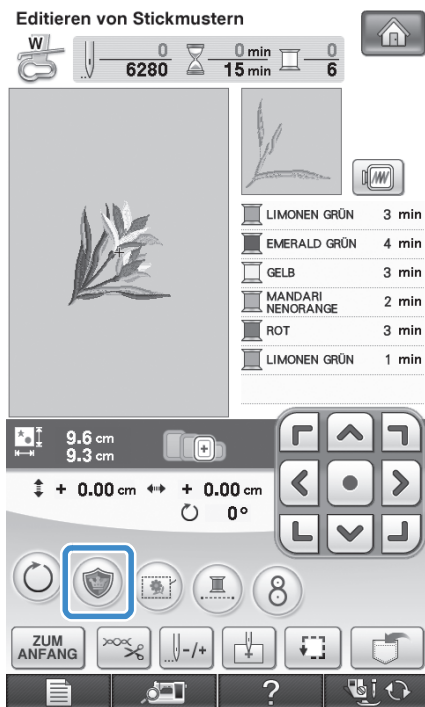 Editieren von Stickmustern
W
0 0 min 0
6280 15 min 6
LIMONEN GRÜN 3 min
EMERALD GRÜN 4 min
GELB 3 min
MANDARI
NENORANGE 2 min
ROT 3 min
LIMONEN GRÜN 1 min
9.6 cm
9.3 cm
+ 0.00 cm + 0.00 cm
0°
8
ZUM
ANFANG
-/+
?